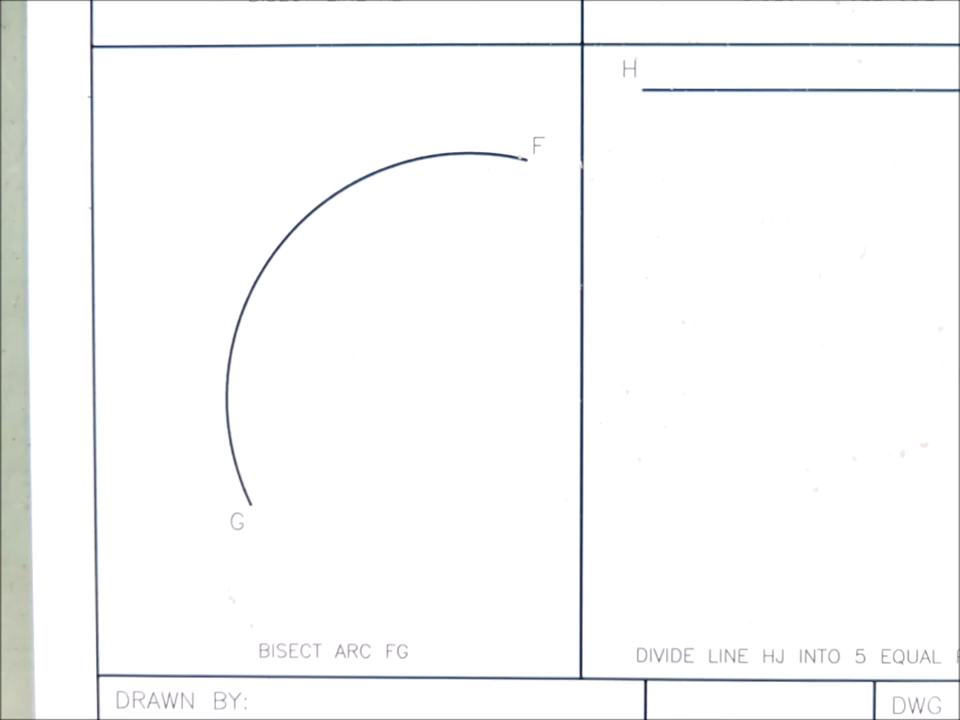 H
F
G
BISECT ARC FG
DIVIDE LINE HJ INTO 5 EQUAL
DRAWN BY:
DWG